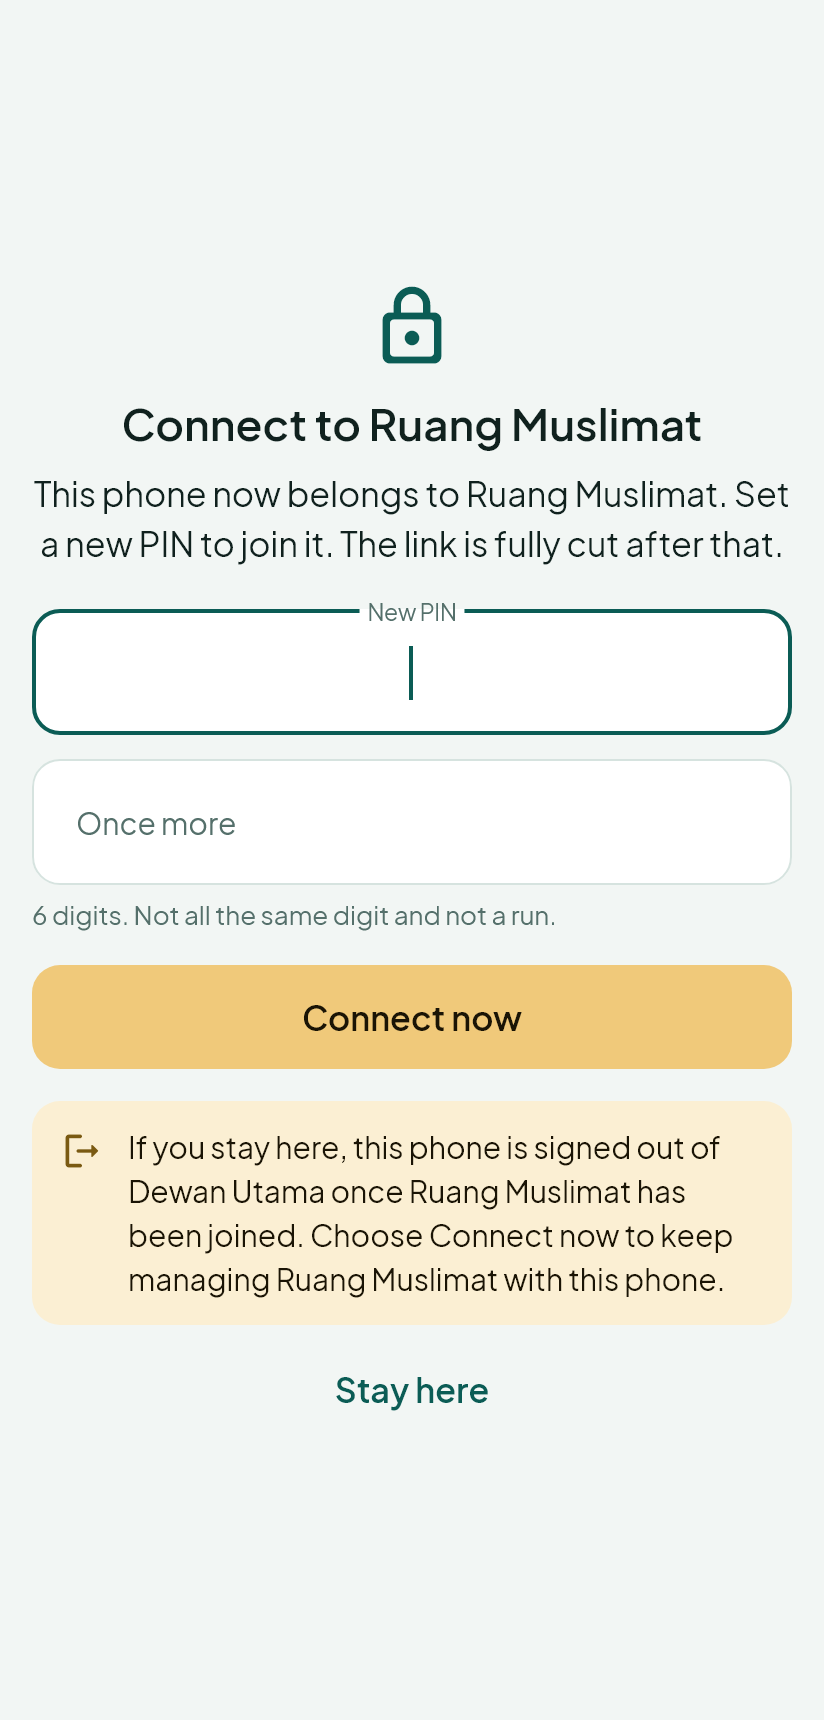 Connect to Ruang Muslimat
This phone now belongs to Ruang Muslimat. Set
a new PIN to join it. The link is fully cut after that.
New PIN
Once more
6 digits. Not all the same digit and not a run.
Connect now
If you stay here, this phone is signed out of
Dewan Utama once Ruang Muslimat has
been joined. Choose Connect now to keep
managing Ruang Muslimat with this phone.
Stay here